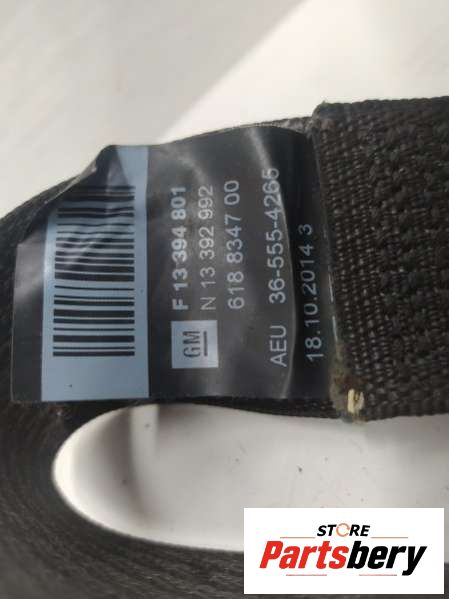 F 13 394 801
N 13 392 992
GM
618 8347 00
AEU 36-555-4265
18.10.2014 3
STORE
Partsbery